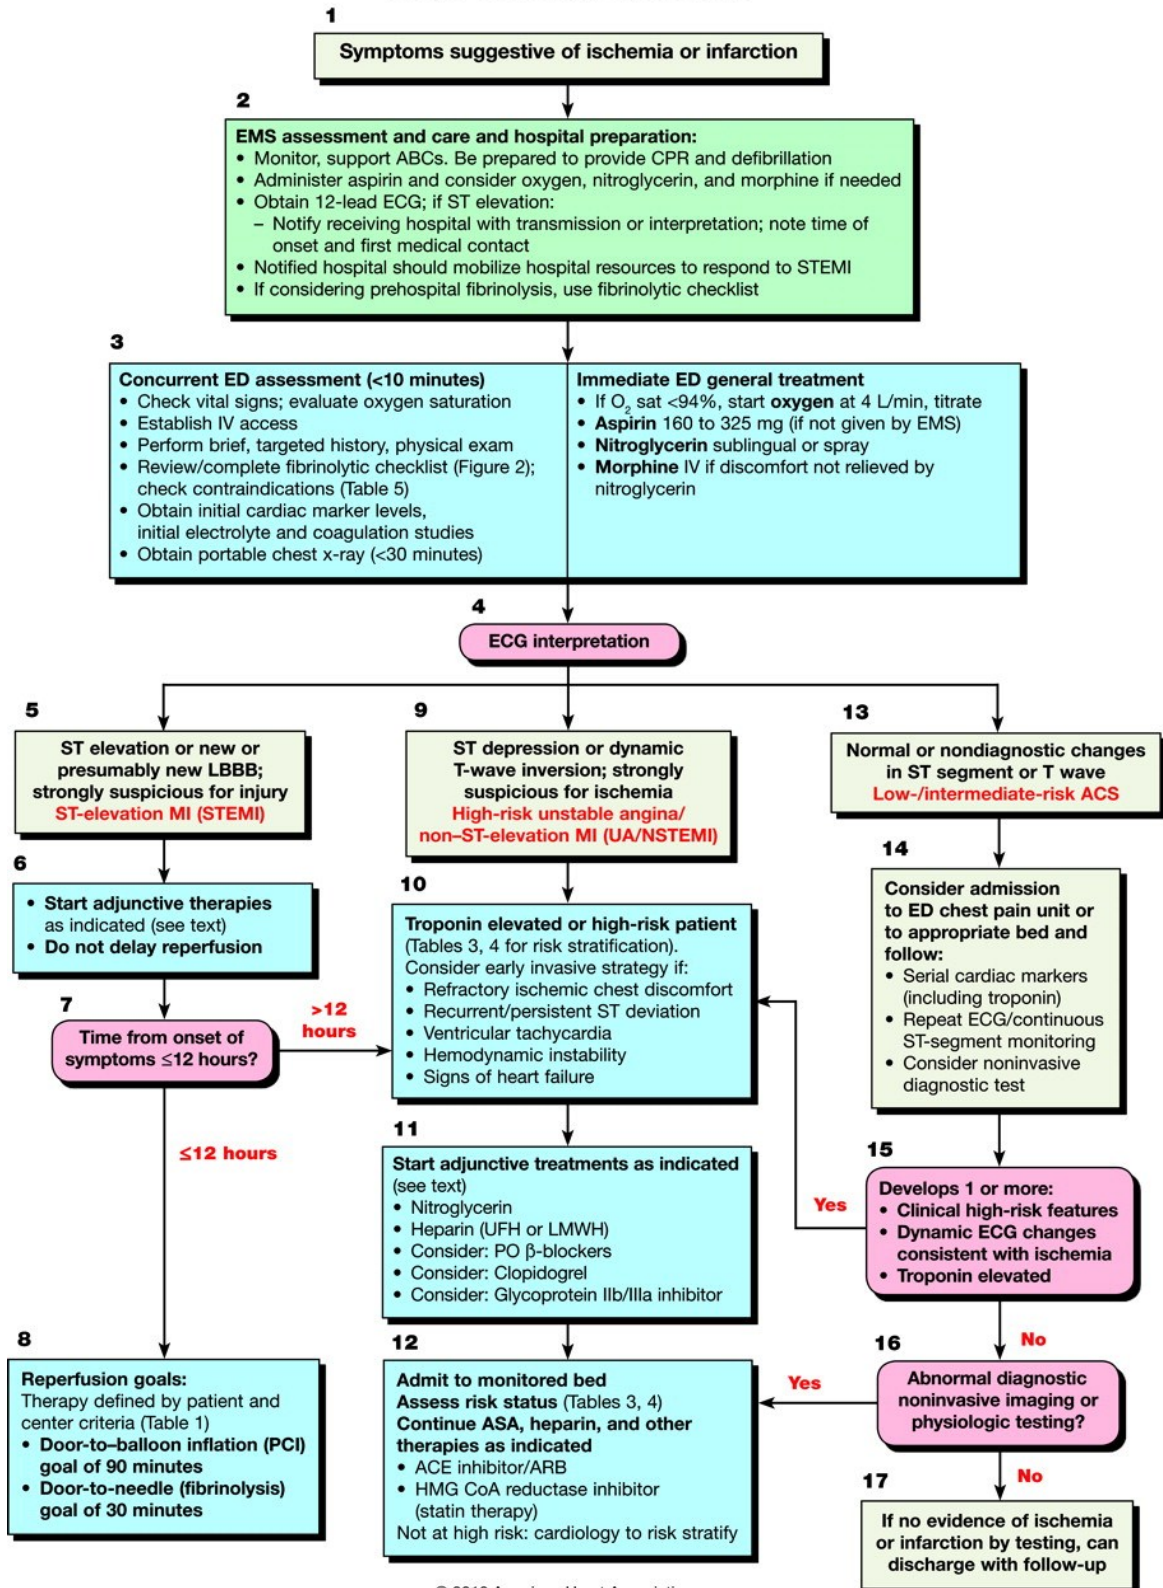 1
Symptoms suggestive of ischemia or infarction
2
EMS assessment and care and hospital preparation:
• Monitor, support ABCs. Be prepared to provide CPR and defibrillation
• Administer aspirin and consider oxygen, nitroglycerin, and morphine if needed
• Obtain 12-lead ECG; if ST elevation:
– Notify receiving hospital with transmission or interpretation; note time of
onset and first medical contact
• Notified hospital should mobilize hospital resources to respond to STEMI
• If considering prehospital fibrinolysis, use fibrinolytic checklist
3
Concurrent ED assessment (<10 minutes)
• Check vital signs; evaluate oxygen saturation
• Establish IV access
• Perform brief, targeted history, physical exam
• Review/complete fibrinolytic checklist (Figure 2);
check contraindications (Table 5)
• Obtain initial cardiac marker levels,
initial electrolyte and coagulation studies
• Obtain portable chest x-ray (<30 minutes)
Immediate ED general treatment
• If O2 sat <94%, start oxygen at 4 L/min, titrate
• Aspirin 160 to 325 mg (if not given by EMS)
• Nitroglycerin sublingual or spray
• Morphine IV if discomfort not relieved by
nitroglycerin
4
ECG interpretation
5
ST elevation or new or
presumably new LBBB;
strongly suspicious for injury
ST-elevation MI (STEMI)
6
• Start adjunctive therapies
as indicated (see text)
• Do not delay reperfusion
7
Time from onset of
symptoms ≤12 hours?
>12
hours
≤12 hours
8
Reperfusion goals:
Therapy defined by patient and
center criteria (Table 1)
• Door-to–balloon inflation (PCI)
goal of 90 minutes
• Door-to-needle (fibrinolysis)
goal of 30 minutes
9
ST depression or dynamic
T-wave inversion; strongly
suspicious for ischemia
High-risk unstable angina/
non–ST-elevation MI (UA/NSTEMI)
10
Troponin elevated or high-risk patient
(Tables 3, 4 for risk stratification).
Consider early invasive strategy if:
• Refractory ischemic chest discomfort
• Recurrent/persistent ST deviation
• Ventricular tachycardia
• Hemodynamic instability
• Signs of heart failure
11
Start adjunctive treatments as indicated
(see text)
• Nitroglycerin
• Heparin (UFH or LMWH)
• Consider: PO β-blockers
• Consider: Clopidogrel
• Consider: Glycoprotein IIb/IIIa inhibitor
12
Admit to monitored bed
Assess risk status (Tables 3, 4)
Continue ASA, heparin, and other
therapies as indicated
• ACE inhibitor/ARB
• HMG CoA reductase inhibitor
(statin therapy)
Not at high risk: cardiology to risk stratify
13
Normal or nondiagnostic changes
in ST segment or T wave
Low-/intermediate-risk ACS
14
Consider admission
to ED chest pain unit or
to appropriate bed and
follow:
• Serial cardiac markers
(including troponin)
• Repeat ECG/continuous
ST-segment monitoring
• Consider noninvasive
diagnostic test
15
Develops 1 or more:
• Clinical high-risk features
• Dynamic ECG changes
consistent with ischemia
• Troponin elevated
Yes
No
16
Abnormal diagnostic
noninvasive imaging or
physiologic testing?
Yes
No
17
If no evidence of ischemia
or infarction by testing, can
discharge with follow-up